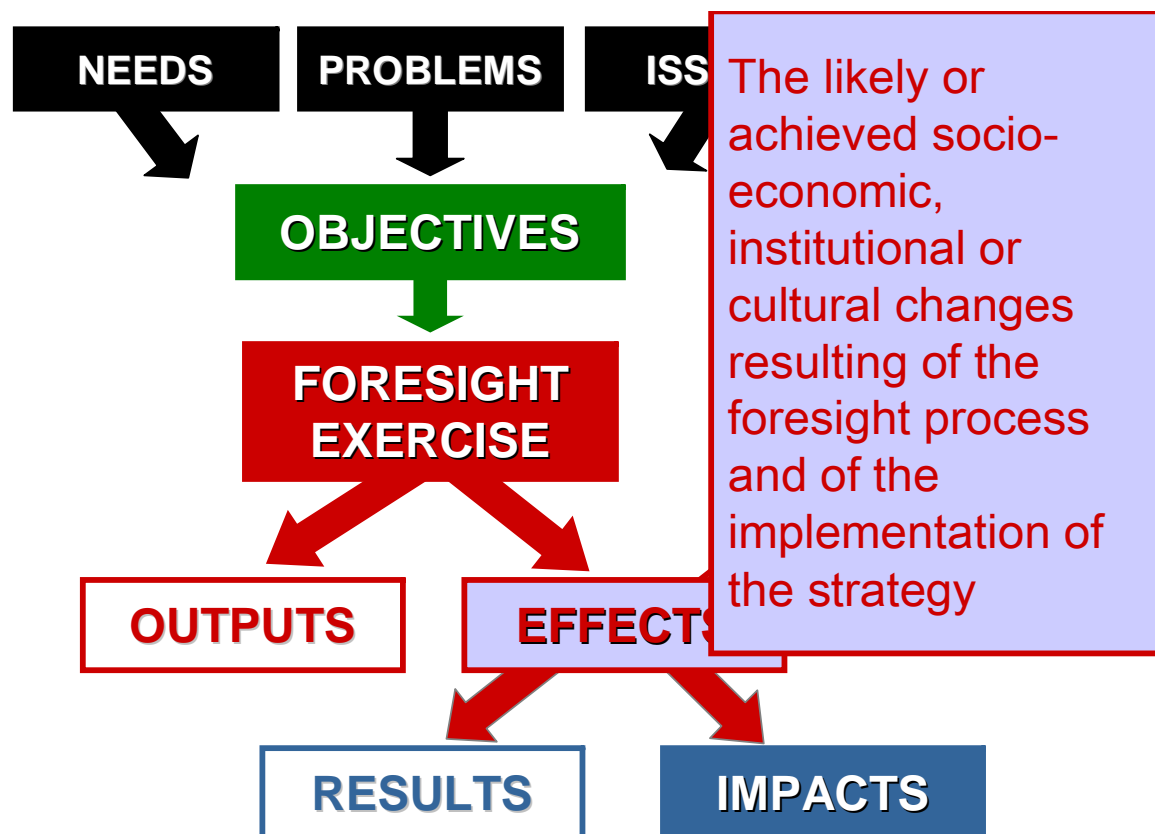 NEEDS
PROBLEMS
ISS
OBJECTIVES
FORESIGHT
EXERCISE
OUTPUTS
EFFECTS
RESULTS
IMPACTS
The likely or
achieved socio-
economic,
institutional or
cultural changes
resulting of the
foresight process
and of the
implementation of
the strategy